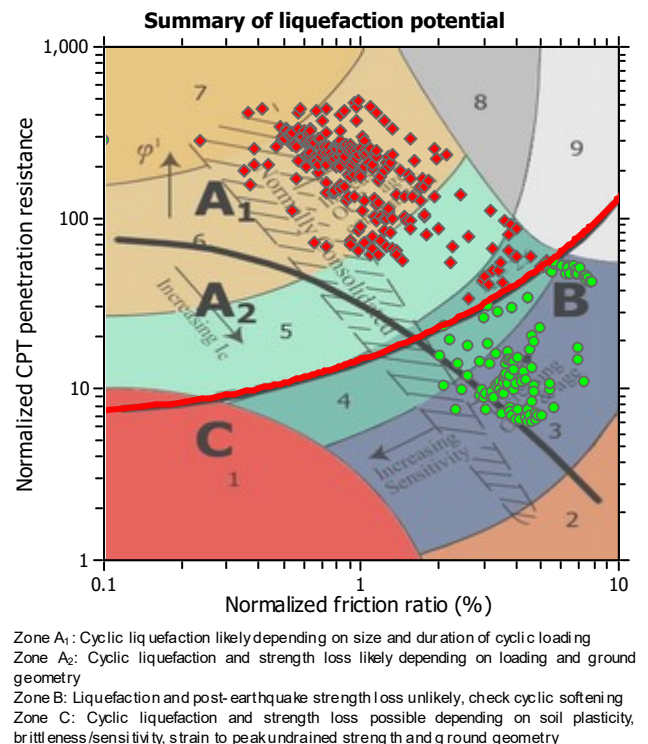 Summary of liquefaction potential
Normalized CPT penetration resistance
1,000
100
10
1
7
8
9
φ'
A1
Normally Consolidated
6
A2
Increasing Ic
5
B
4
3
C
1
Increasing
Sensitivity
2
0.1
1
10
Normalized friction ratio (%)
Zone A1: Cyclic liquefaction likely depending on size and duration of cyclic loading
Zone A2: Cyclic liquefaction and strength loss likely depending on loading and ground
geometry
Zone B: Liquefaction and post-earthquake strength loss unlikely, check cyclic softening
Zone C: Cyclic liquefaction and strength loss possible depending on soil plasticity,
brittleness/sensitivity, strain to peak undrained strength and ground geometry